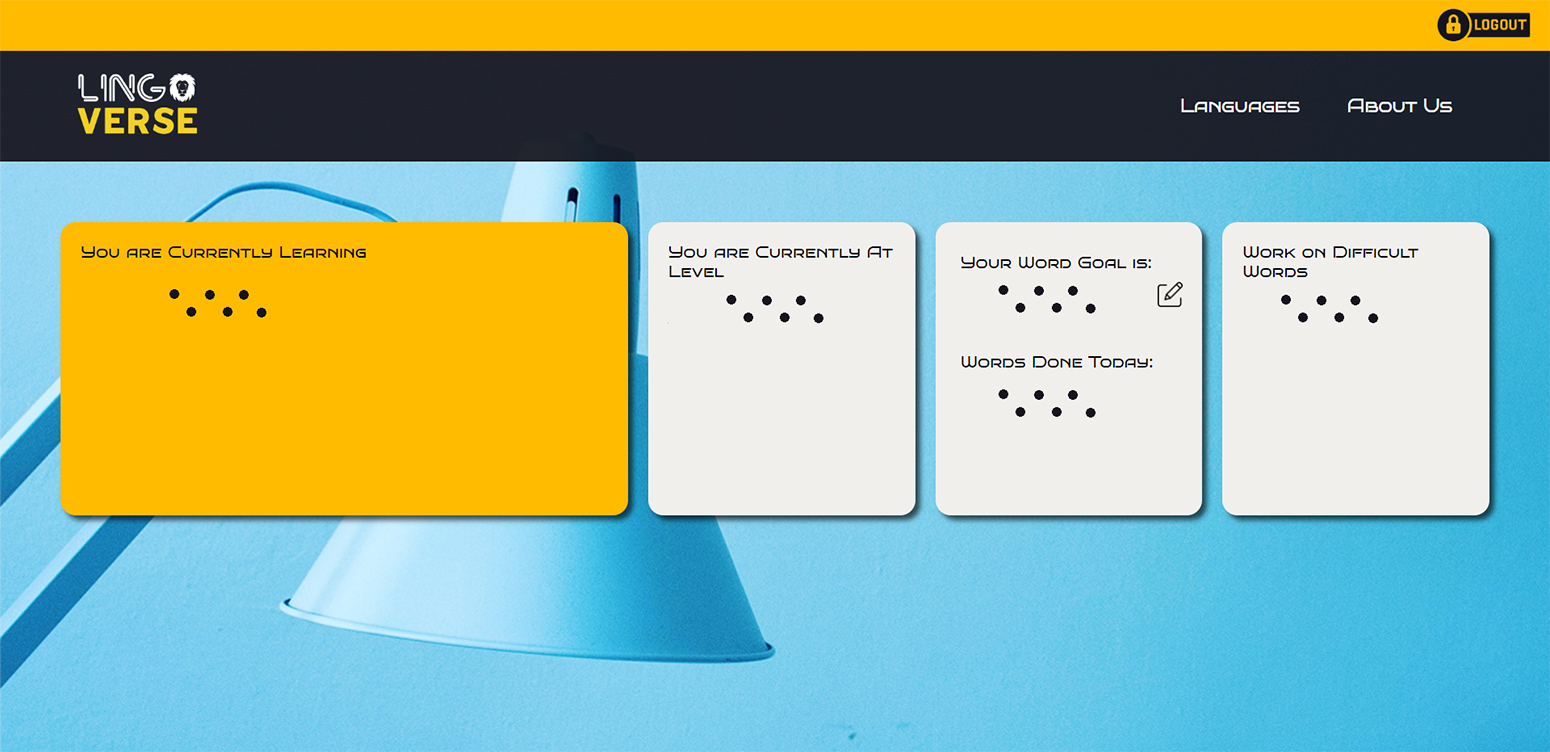 LOGOUT
LINGO
VERSE
Languages
About Us
You are Currently Learning
You are Currently At
Level
Your Word Goal is:
Words Done Today:
Work on Difficult
Words